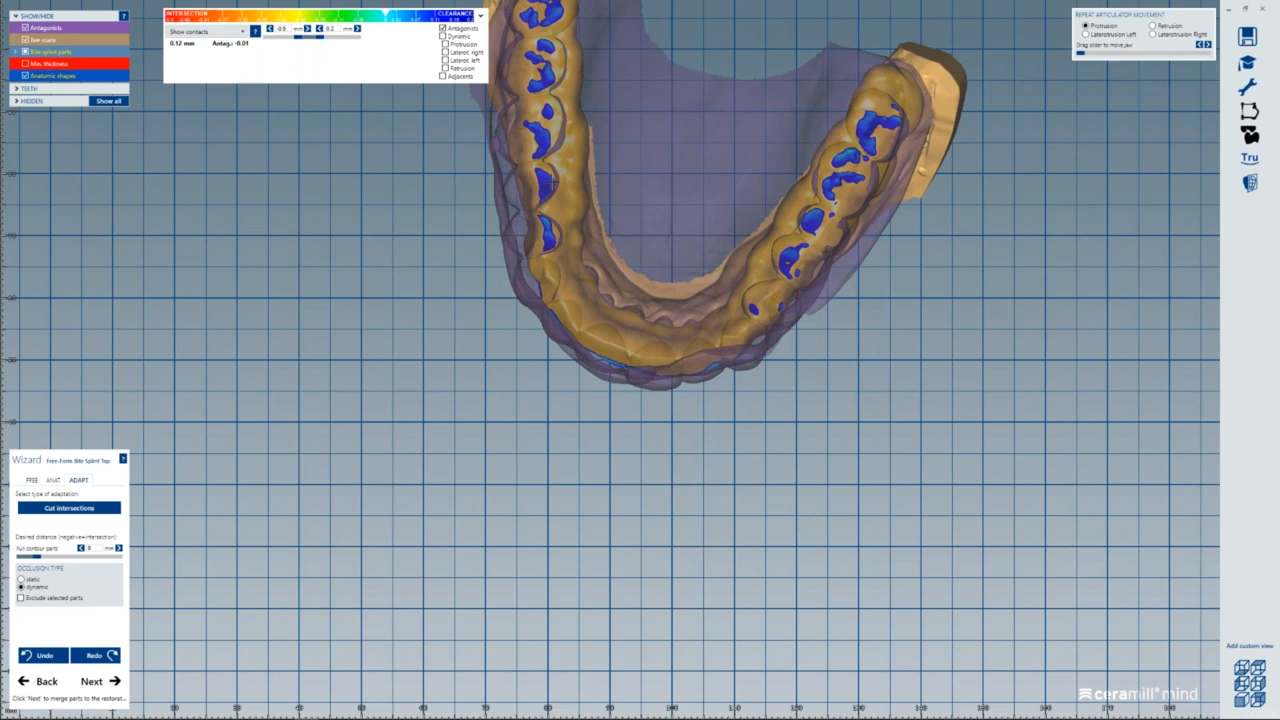 SHOW/HIDE ?
Antagonists
Jaw scans
Bite splint parts
Min. thickness
Anatomic shapes
TEETH
HIDDEN Show all
INTERSECTION CLEARANCE
Show contacts ? -0.5 mm 0.2 mm
0.12 mm Antag.: -0.01
Antagonists
Dynamic
Protrusion
Laterot. right
Laterot. left
Retrusion
Adjacents
REPEAT ARTICULATOR MOVEMENT
Protrusion Retrusion
Laterotrusion Left Laterotrusion Right
Drag slider to move jaw
Tru
Wizard Free-Form Bite Splint Top ?
FREE ANAT. ADAPT
Select type of adaptation:
Cut intersections
Desired distance (negative=intersection)
Full contour parts 0 mm
OCCLUSION TYPE
static
dynamic
Exclude selected parts
Undo Redo
Back Next
Click 'Next' to merge parts to the restorat...
Add custom view
ceramill mind